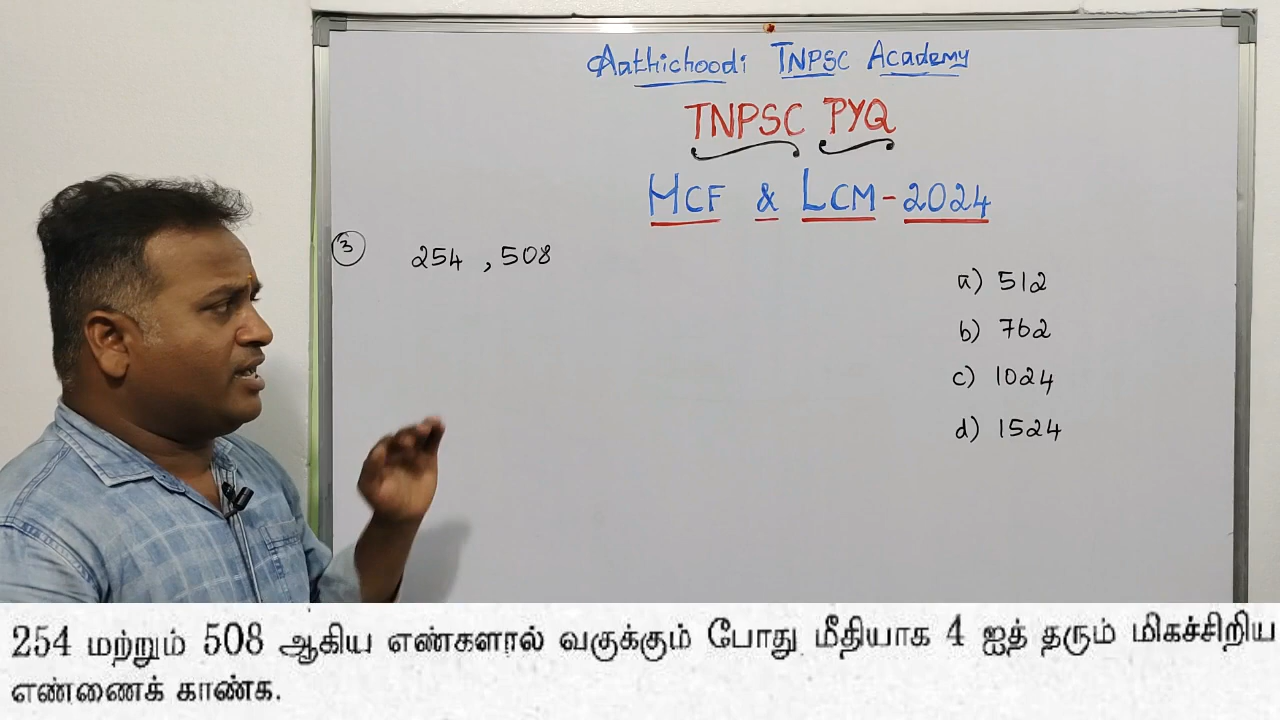 Aathichoodi TNPSC Academy
TNPSC PYQ
HCF & LCM-2024
3 254 , 508
a) 512
b) 762
c) 1024
d) 1524
254 மற்றும் 508 ஆகிய எண்களால் வகுக்கும் போது மீதியாக 4 ஐத் தரும் மிகச்சிறிய
எண்ணைக் காண்க.